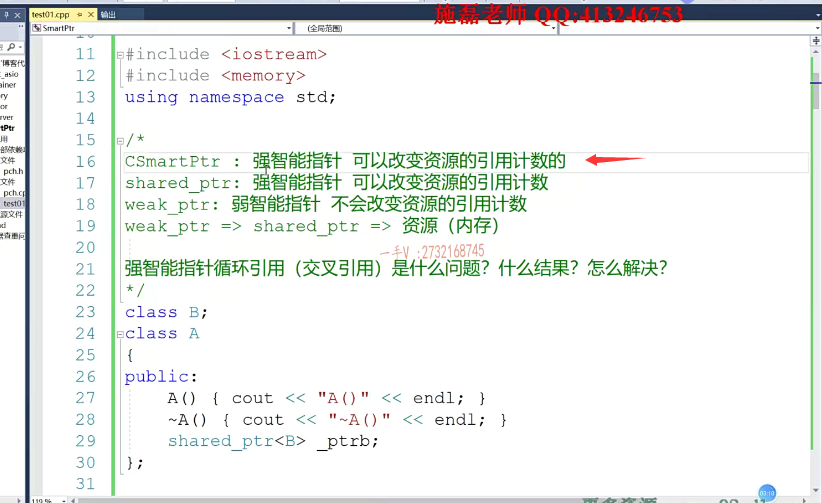 施磊老师 QQ:413246753
test01.cpp
输出
SmartPtr
(全局范围)
11 #include <iostream>
12 #include <memory>
13 using namespace std;
14
15 /*
16 CSmartPtr : 强智能指针 可以改变资源的引用计数的
17 shared_ptr: 强智能指针 可以改变资源的引用计数
18 weak_ptr: 弱智能指针 不会改变资源的引用计数
19 weak_ptr => shared_ptr => 资源（内存）
20
一手V :2732168745
21 强智能指针循环引用（交叉引用）是什么问题？什么结果？怎么解决？
22 */
23 class B;
24 class A
25 {
26 public:
27 A() { cout << "A()" << endl; }
28 ~A() { cout << "~A()" << endl; }
29 shared_ptr<B> _ptrb;
30 };
31
119 %
03:10